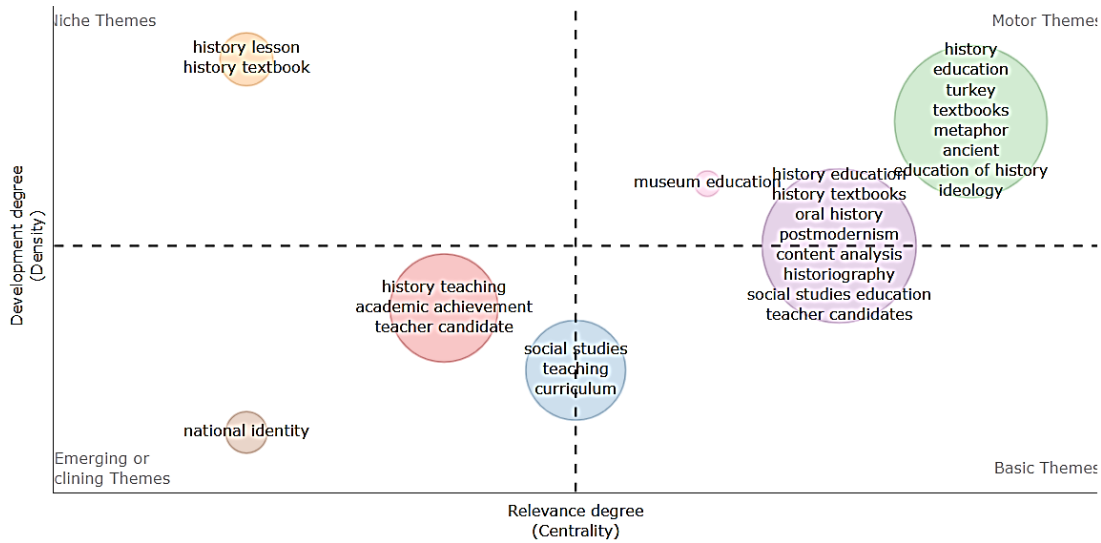 Niche Themes
Motor Themes
history lesson
history textbook
history
education
turkey
textbooks
metaphor
ancient
education of history
ideology
museum education
history education
history textbooks
oral history
postmodernism
content analysis
historiography
social studies education
teacher candidates
history teaching
academic achievement
teacher candidate
social studies
teaching
curriculum
national identity
Emerging or
clining Themes
Basic Themes
Development degree
(Density)
Relevance degree
(Centrality)